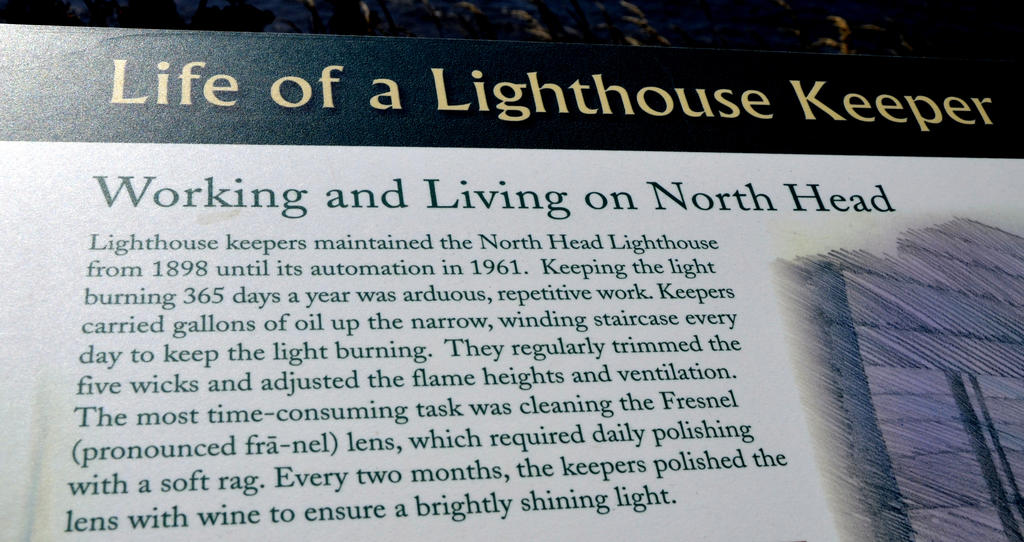 Life of a Lighthouse Keeper
Working and Living on North Head
Lighthouse keepers maintained the North Head Lighthouse
from 1898 until its automation in 1961. Keeping the light
burning 365 days a year was arduous, repetitive work. Keepers
carried gallons of oil up the narrow, winding staircase every
day to keep the light burning. They regularly trimmed the
five wicks and adjusted the flame heights and ventilation.
The most time-consuming task was cleaning the Fresnel
(pronounced frā-nel) lens, which required daily polishing
with a soft rag. Every two months, the keepers polished the
lens with wine to ensure a brightly shining light.